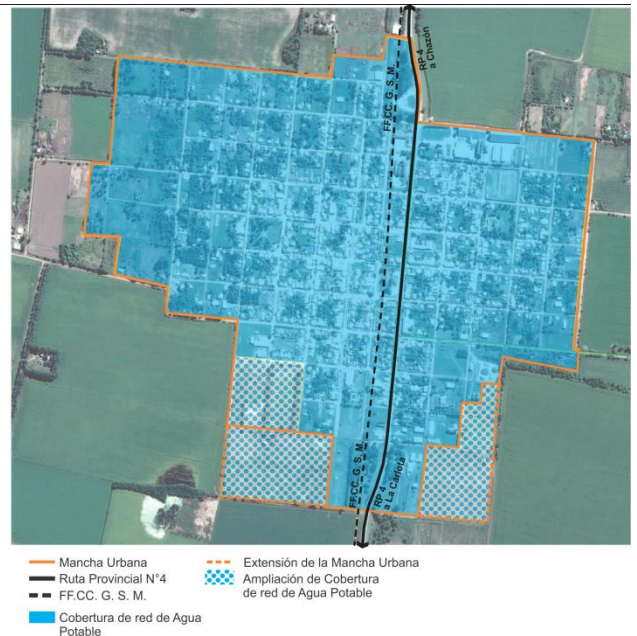 RP 4
a Chazón
FF.CC. G. S. M.
FF.CC. G. S. M.
RP 4
a La Carlota
Mancha Urbana
Ruta Provincial N°4
FF.CC. G. S. M.
Cobertura de red de Agua
Potable
Extensión de la Mancha Urbana
Ampliación de Cobertura
de red de Agua Potable